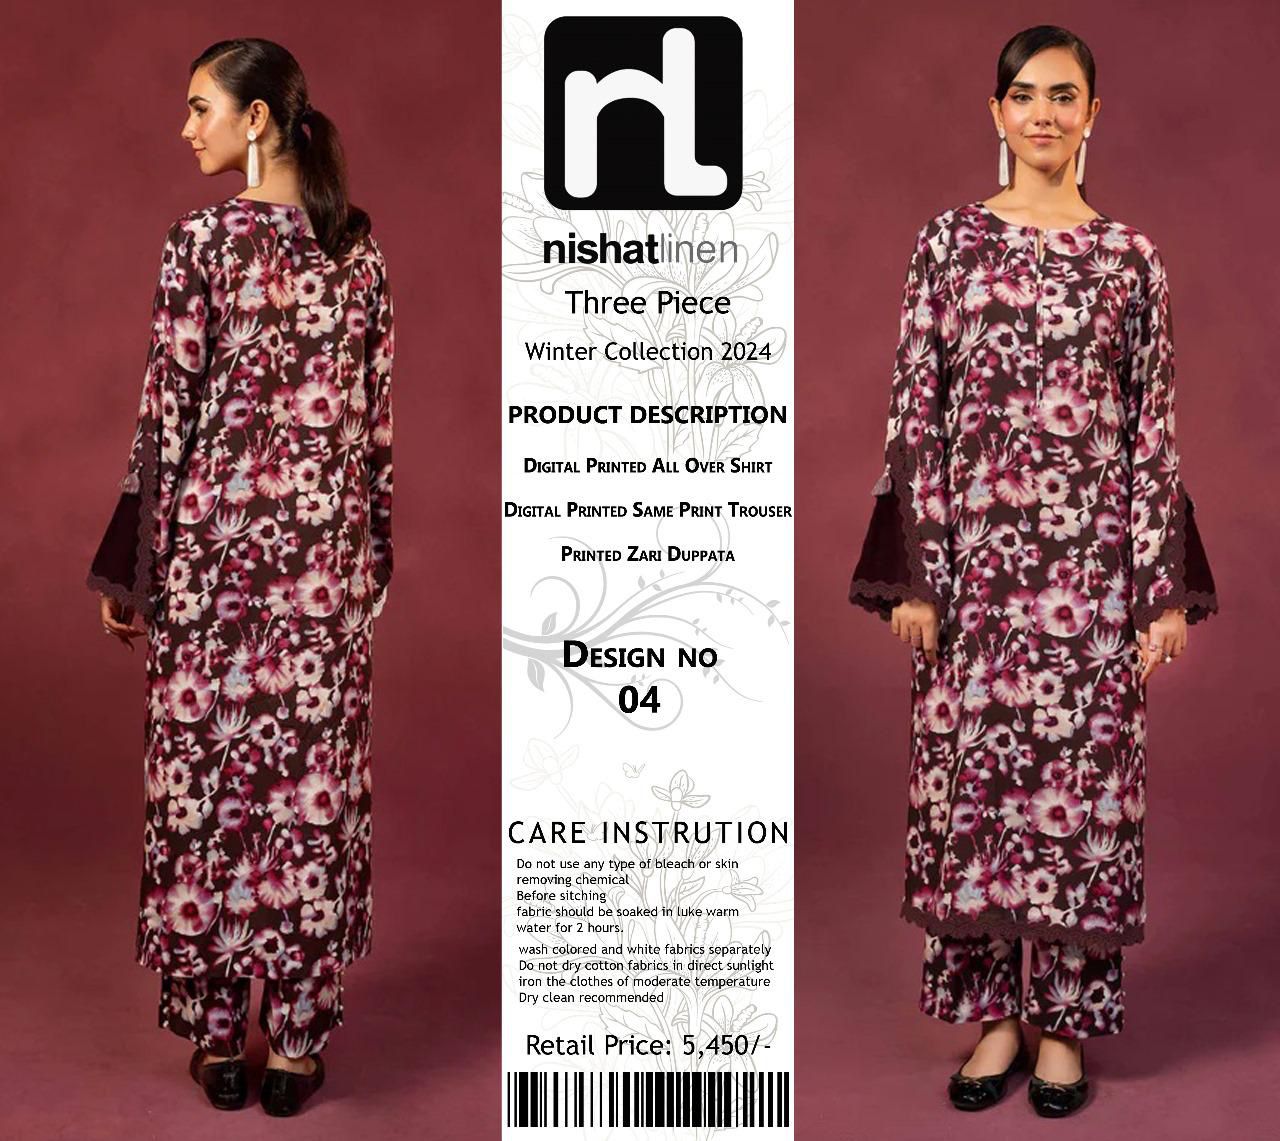 nl
nishatlinen
Three Piece
Winter Collection 2024
PRODUCT DESCRIPTION
Digital Printed All Over Shirt
Digital Printed Same Print Trouser
Printed Zari Duppata
Design no
04
CARE INSTRUTION
Do not use any type of bleach or skin
removing chemical
Before sitching
fabric should be soaked in luke warm
water for 2 hours.
wash colored and white fabrics separately
Do not dry cotton fabrics in direct sunlight
iron the clothes of moderate temperature
Dry clean recommended
Retail Price: 5,450/-